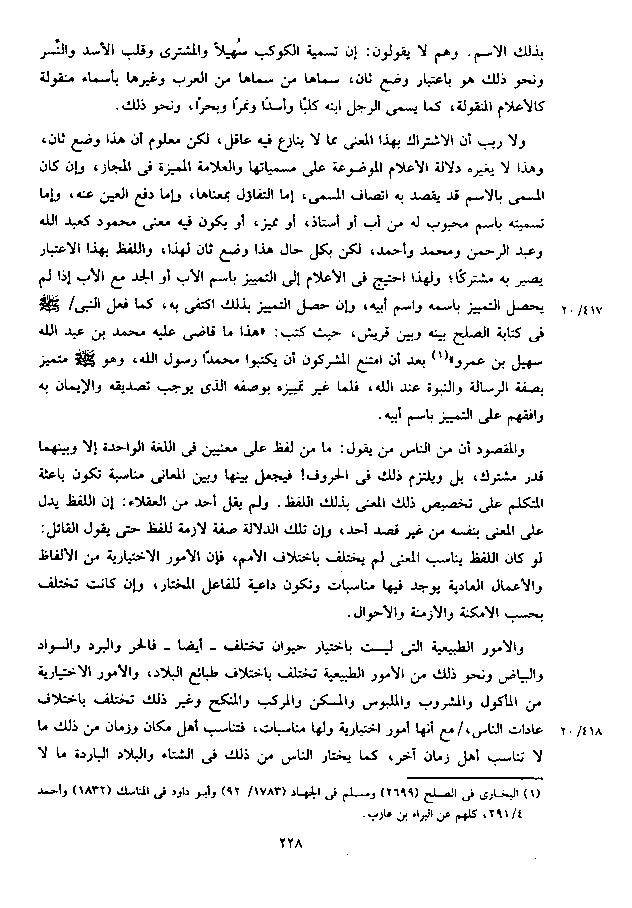 بذلك الاسم. وهم لا يقولون: إن تسمية الكوكب سُهيلاً والمشترى وقلب الأسد والنَّسر
ونحو ذلك هو باعتبار وضع ثان، سماها من سماها من العرب وغيرها بأسماء منقولة
كالأعلام المنقولة، كما يسمى الرجل ابنه كلبًا وأسدًا ونمرًا وبحرًا، ونحو ذلك.
ولا ريب أن الاشتراك بهذا المعنى مما لا ينازع فيه عاقل، لكن معلوم أن هذا وضع ثان،
وهذا لا يغيره دلالة الأعلام الموضوعة على مسمياتها والعلامة المميزة فى المجاز، وإن كان
المسمى بالاسم قد يقصد به اتصاف المسمى، إما التفاؤل بمعناها، وإما دفع العين عنه، وإما
تسميته باسم محبوب له من أب أو أستاذ، أو مميز، أو يكون فيه معنى محمود كعبد الله
وعبد الرحمن ومحمد وأحمد، لكن بكل حال هذا وضع ثان لهذا، واللفظ بهذا الاعتبار
يصير به مشتركًا؛ ولهذا احتيج فى الأعلام إلى التمييز باسم الأب أو الجد مع الأب إذا لم
يحصل التمييز باسمه واسم أبيه، وإن حصل التمييز بذلك اكتفى به، كما فعل النبى/ ﷺ
٢٠/٤١٧
فى كتابة الصلح بينه وبين قريش، حيث كتب: «هذا ما قاضى عليه محمد بن عبد الله
سهيل بن عمرو»(١) بعد أن امتنع المشركون أن يكتبوا محمدًا رسول الله، وهو ﷺ متميز
بصفة الرسالة والنبوة عند الله، فلما غير تمييزه بوصفه الذى يوجب تصديقه والإيمان به
وافقهم على التمييز باسم أبيه.
والمقصود أن من الناس من يقول: ما من لفظ على معنيين فى اللغة الواحدة إلا وبينهما
قدر مشترك، بل ويلتزم ذلك فى الحروف! فيجعل بينها وبين المعانى مناسبة تكون باعثة
المتكلم على تخصيص ذلك المعنى بذلك اللفظ. ولم يقل أحد من العقلاء: إن اللفظ يدل
على المعنى بنفسه من غير قصد أحد، وإن تلك الدلالة صفة لازمة للفظ حتى يقول القائل:
لو كان اللفظ يناسب المعنى لم يختلف باختلاف الأمم، فإن الأمور الاختيارية من الألفاظ
والأعمال العادية يوجد فيها مناسبات وتكون داعية للفاعل المختار، وإن كانت تختلف
بحسب الأمكنة والأزمنة والأحوال.
والأمور الطبيعية التى ليست باختيار حيوان تختلف ـ أيضا ـ فالحر والبرد والسواد
والبياض ونحو ذلك من الأمور الطبيعية تختلف باختلاف طبائع البلاد، والأمور الاختيارية
من المأكول والمشروب والملبوس والمسكن والمركب والمنكح وغير ذلك تختلف باختلاف
عادات الناس،/ مع أنها أمور اختيارية ولها مناسبات، فتناسب أهل مكان وزمان من ذلك ما
٢٠/٤١٨
لا تناسب أهل زمان آخر، كما يختار الناس من ذلك فى الشتاء والبلاد الباردة ما لا
(١) البخارى فى الصلح (٢٦٩٩) ومسلم فى الجهاد (١٧٨٣/ ٩٢) وأبو داود فى المناسك (١٨٣٢) وأحمد
٤/ ٢٩١، كلهم عن البراء بن عازب.
٢٢٨